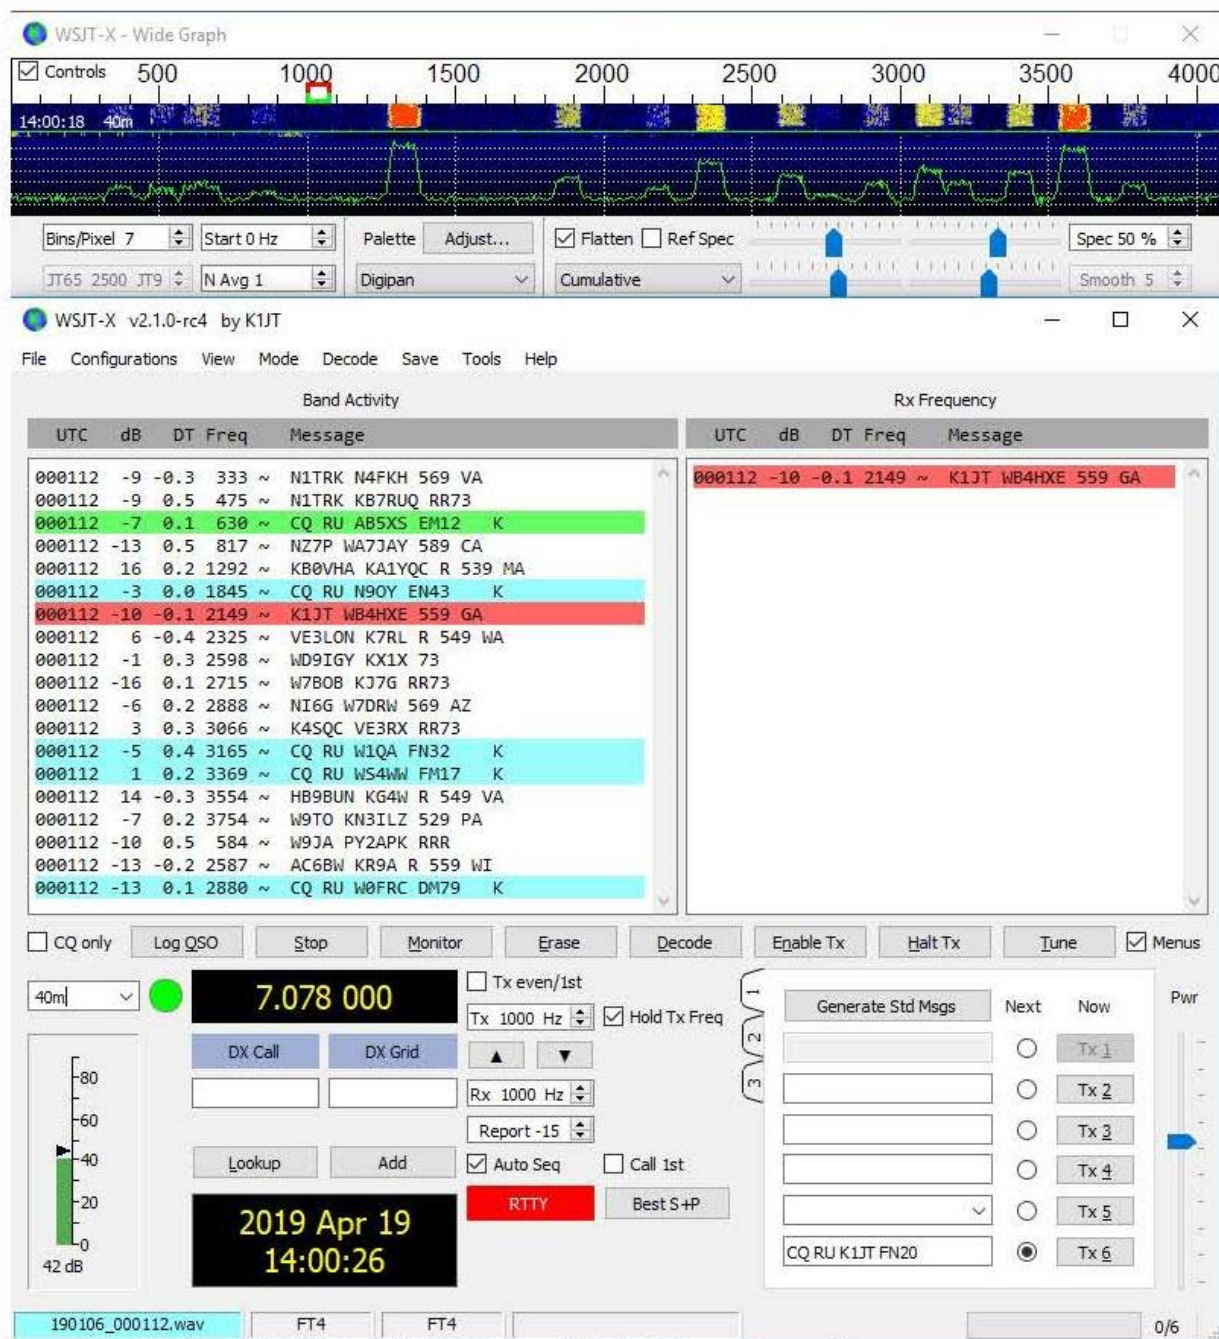 WSJT-X - Wide Graph
Controls 500 1000 1500 2000 2500 3000 3500 4000
14:00:18 40m
Bins/Pixel 7 Start 0 Hz Palette Adjust... Flatten Ref Spec Spec 50 %
JT65 2500 JT9 N Avg 1 Digipan Cumulative Smooth 5
WSJT-X v2.1.0-rc4 by K1JT
File Configurations View Mode Decode Save Tools Help
Band Activity Rx Frequency
UTC dB DT Freq Message UTC dB DT Freq Message
000112 -9 -0.3 333 ~ N1TRK N4FKH 569 VA 000112 -10 -0.1 2149 ~ K1JT WB4HXE 559 GA
000112 -9 0.5 475 ~ N1TRK KB7RUQ RR73
000112 -7 0.1 630 ~ CQ RU AB5XS EM12 K
000112 -13 0.5 817 ~ NZ7P WA7JAY 589 CA
000112 16 0.2 1292 ~ KB0VHA KA1YQC R 539 MA
000112 -3 0.0 1845 ~ CQ RU N9OY EN43 K
000112 -10 -0.1 2149 ~ K1JT WB4HXE 559 GA
000112 6 -0.4 2325 ~ VE3LON K7RL R 549 WA
000112 -1 0.3 2598 ~ WD9IGY KX1X 73
000112 -16 0.1 2715 ~ W7BOB KJ7G RR73
000112 -6 0.2 2888 ~ NI6G W7DRW 569 AZ
000112 3 0.3 3066 ~ K4SQC VE3RX RR73
000112 -5 0.4 3165 ~ CQ RU W1QA FN32 K
000112 1 0.2 3369 ~ CQ RU WS4WW FM17 K
000112 14 -0.3 3554 ~ HB9BUN KG4W R 549 VA
000112 -7 0.2 3754 ~ W9TO KN3ILZ 529 PA
000112 -10 0.5 584 ~ W9JA PY2APK RRR
000112 -13 -0.2 2587 ~ AC6BW KR9A R 559 WI
000112 -13 0.1 2880 ~ CQ RU W0FRC DM79 K
CQ only Log QSO Stop Monitor Erase Decode Enable Tx Halt Tx Tune Menus
40m 7.078 000 Tx even/1st 1 Generate Std Msgs Next Now Pwr
Tx 1000 Hz Hold Tx Freq 2 Tx 1
DX Call DX Grid 3
-80 Rx 1000 Hz Tx 2
-60 Report -15 Tx 3
-40 Lookup Add Auto Seq Call 1st Tx 4
-20 2019 Apr 19 RTTY Best S+P Tx 5
-0 14:00:26 CQ RU K1JT FN20 Tx 6
42 dB
190106_000112.wav FT4 FT4 0/6